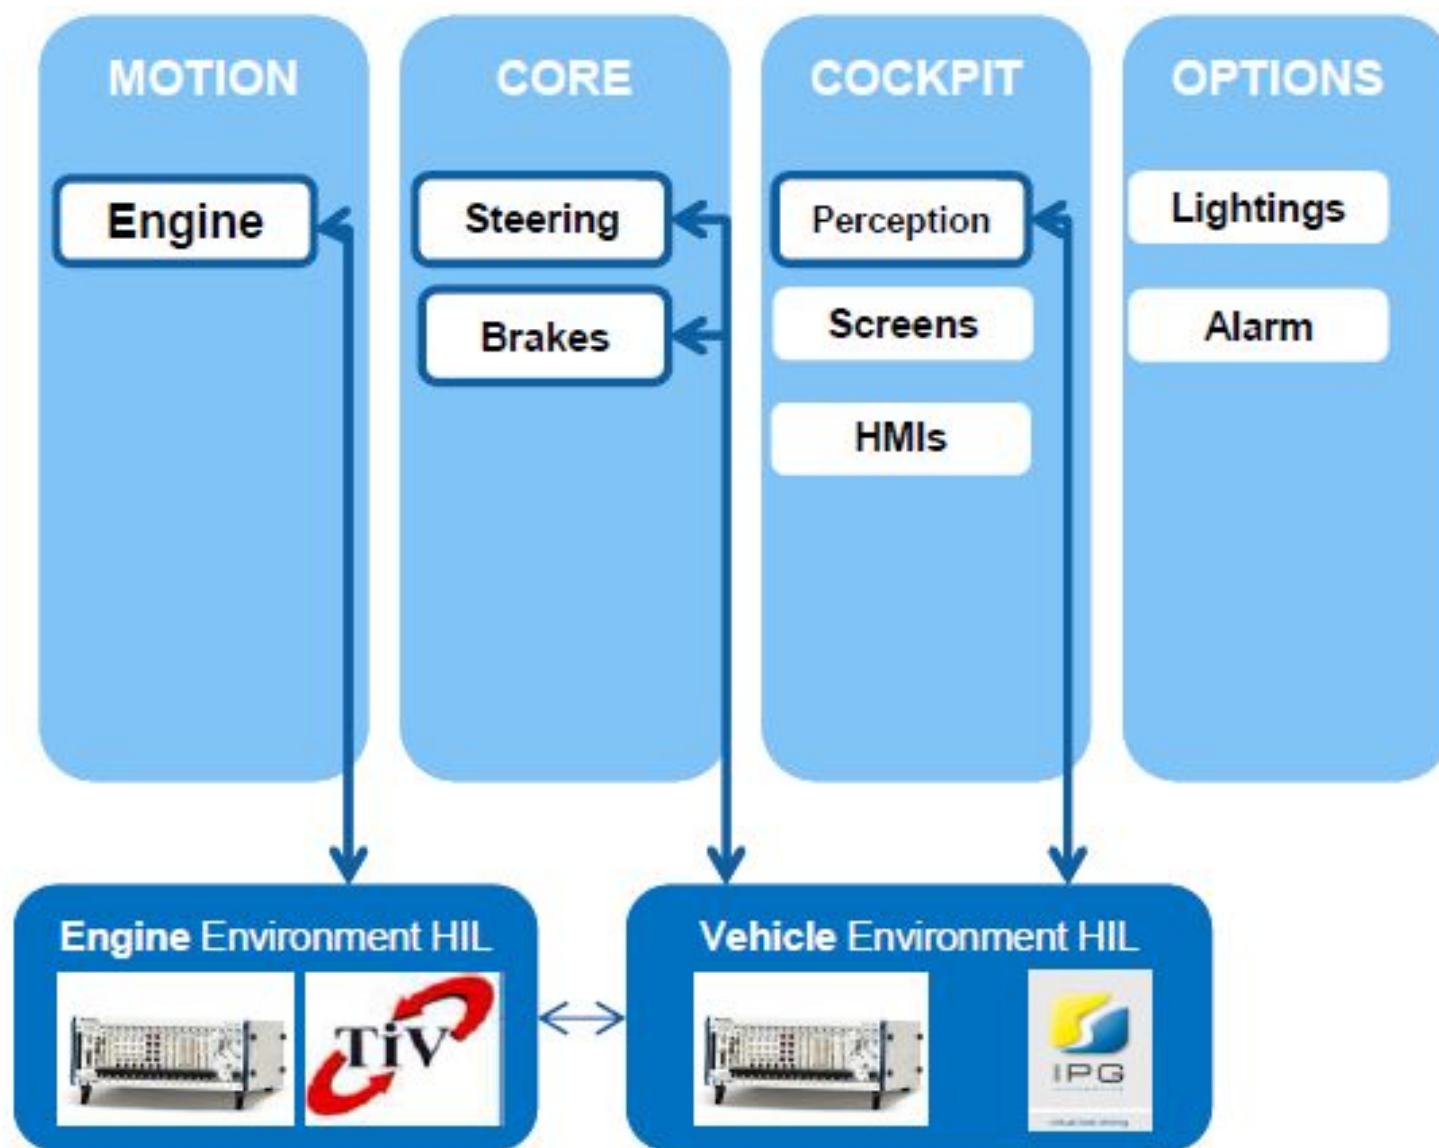 MOTION
CORE
COCKPIT
OPTIONS
Engine
Steering
Perception
Lightings
Brakes
Screens
Alarm
HMIs
Engine Environment HIL
Vehicle Environment HIL
TiV
IPG